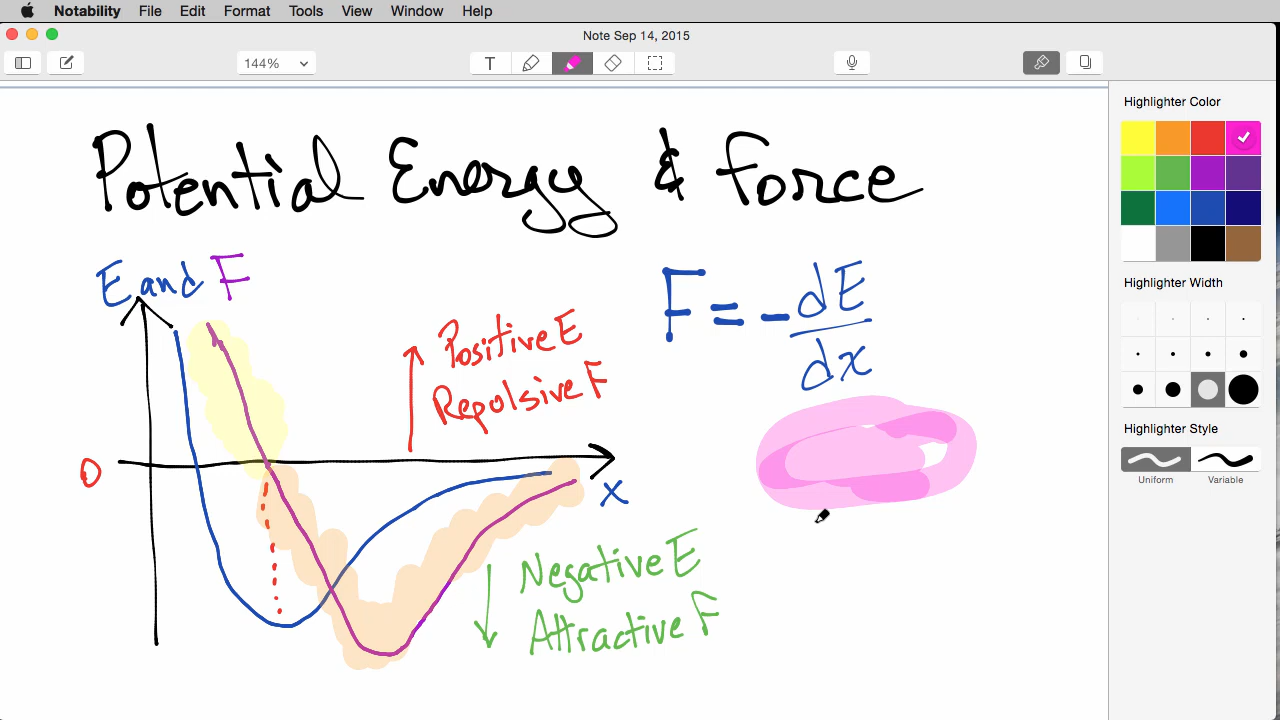 Notability File Edit Format Tools View Window Help
Note Sep 14, 2015
144% T
Highlighter Color
Potential Energy & Force
E and F
F = - dE
dx
Highlighter Width
Positive E
Repolsive F
Highlighter Style
Uniform Variable
0
x
Negative E
Attractive F